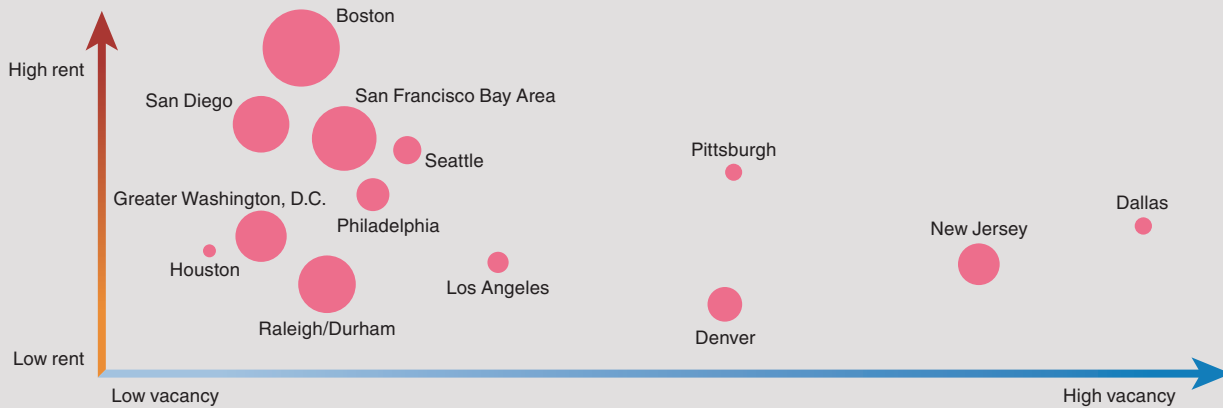 Boston
High rent
San Diego
San Francisco Bay Area
Seattle
Pittsburgh
Greater Washington, D.C.
Philadelphia
Dallas
New Jersey
Houston
Los Angeles
Raleigh/Durham
Denver
Low rent
Low vacancy
High vacancy